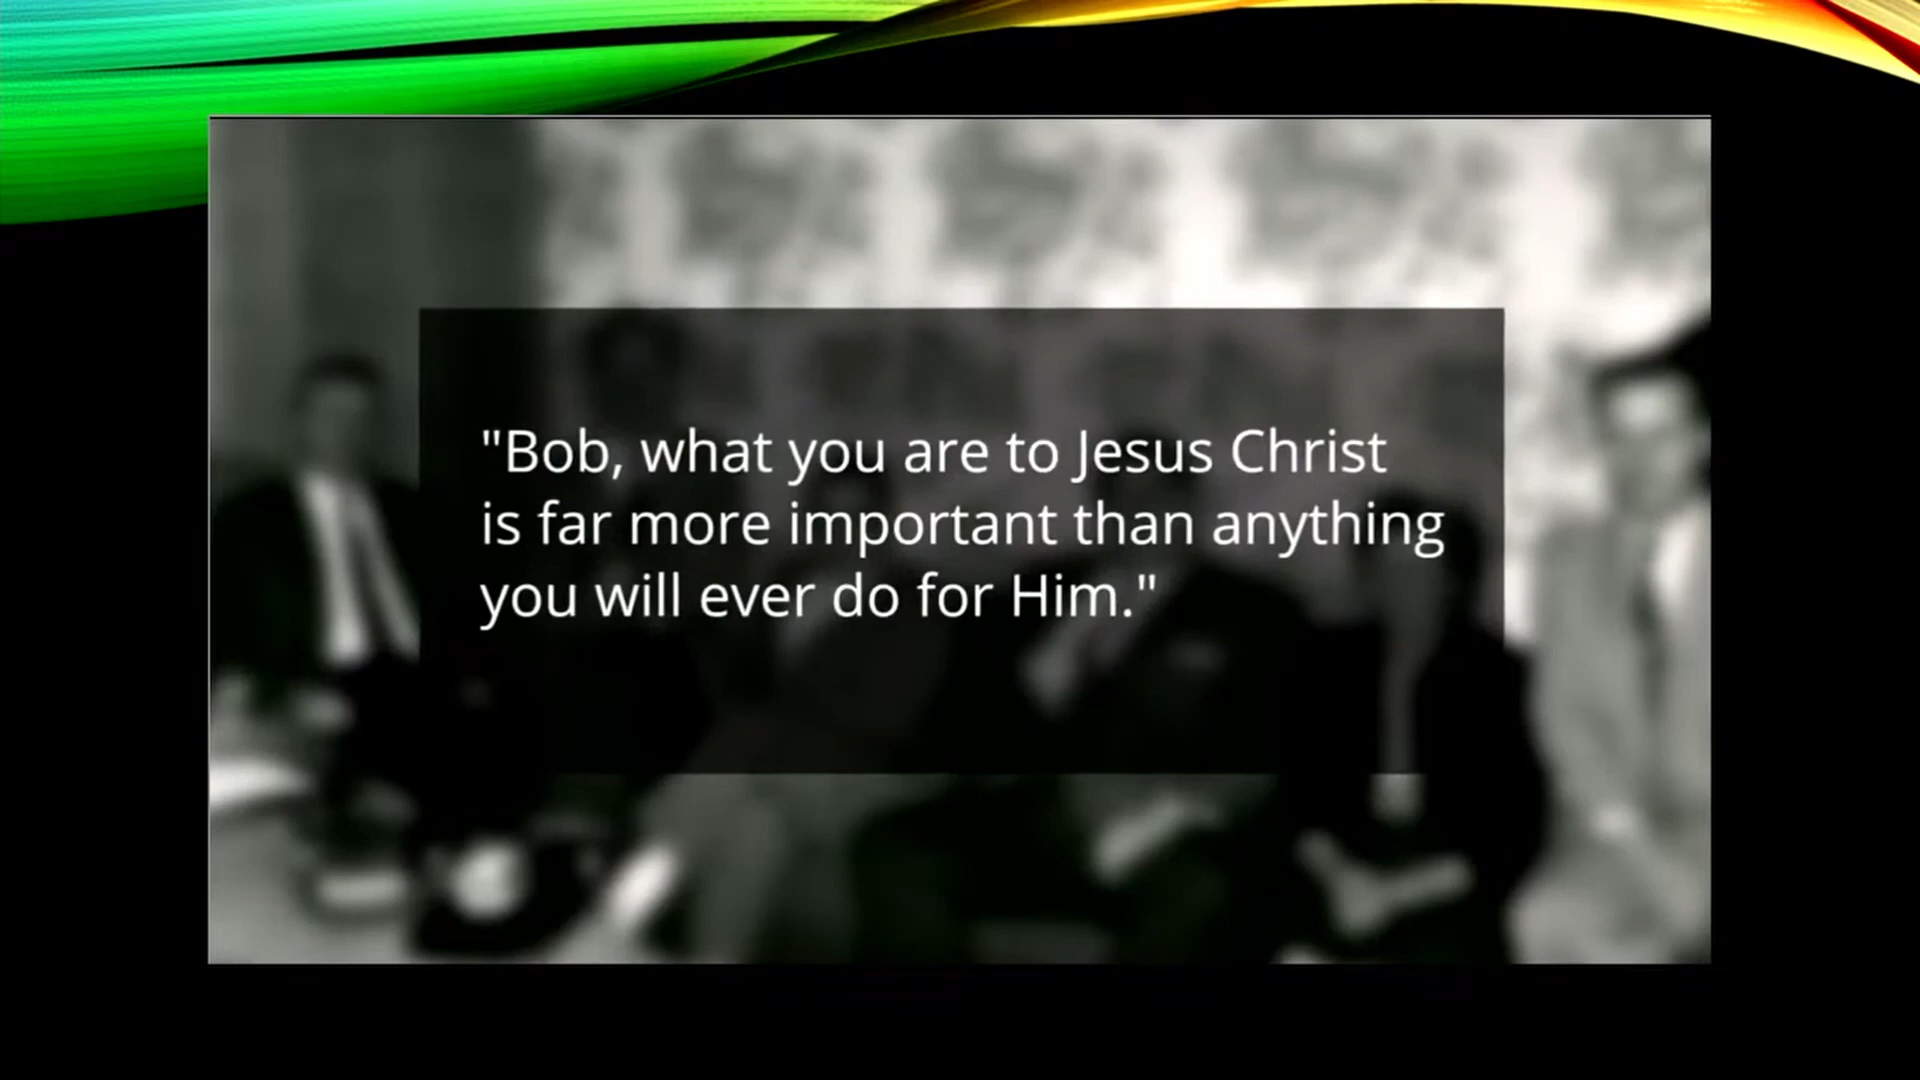 "Bob, what you are to Jesus Christ
is far more important than anything
you will ever do for Him."